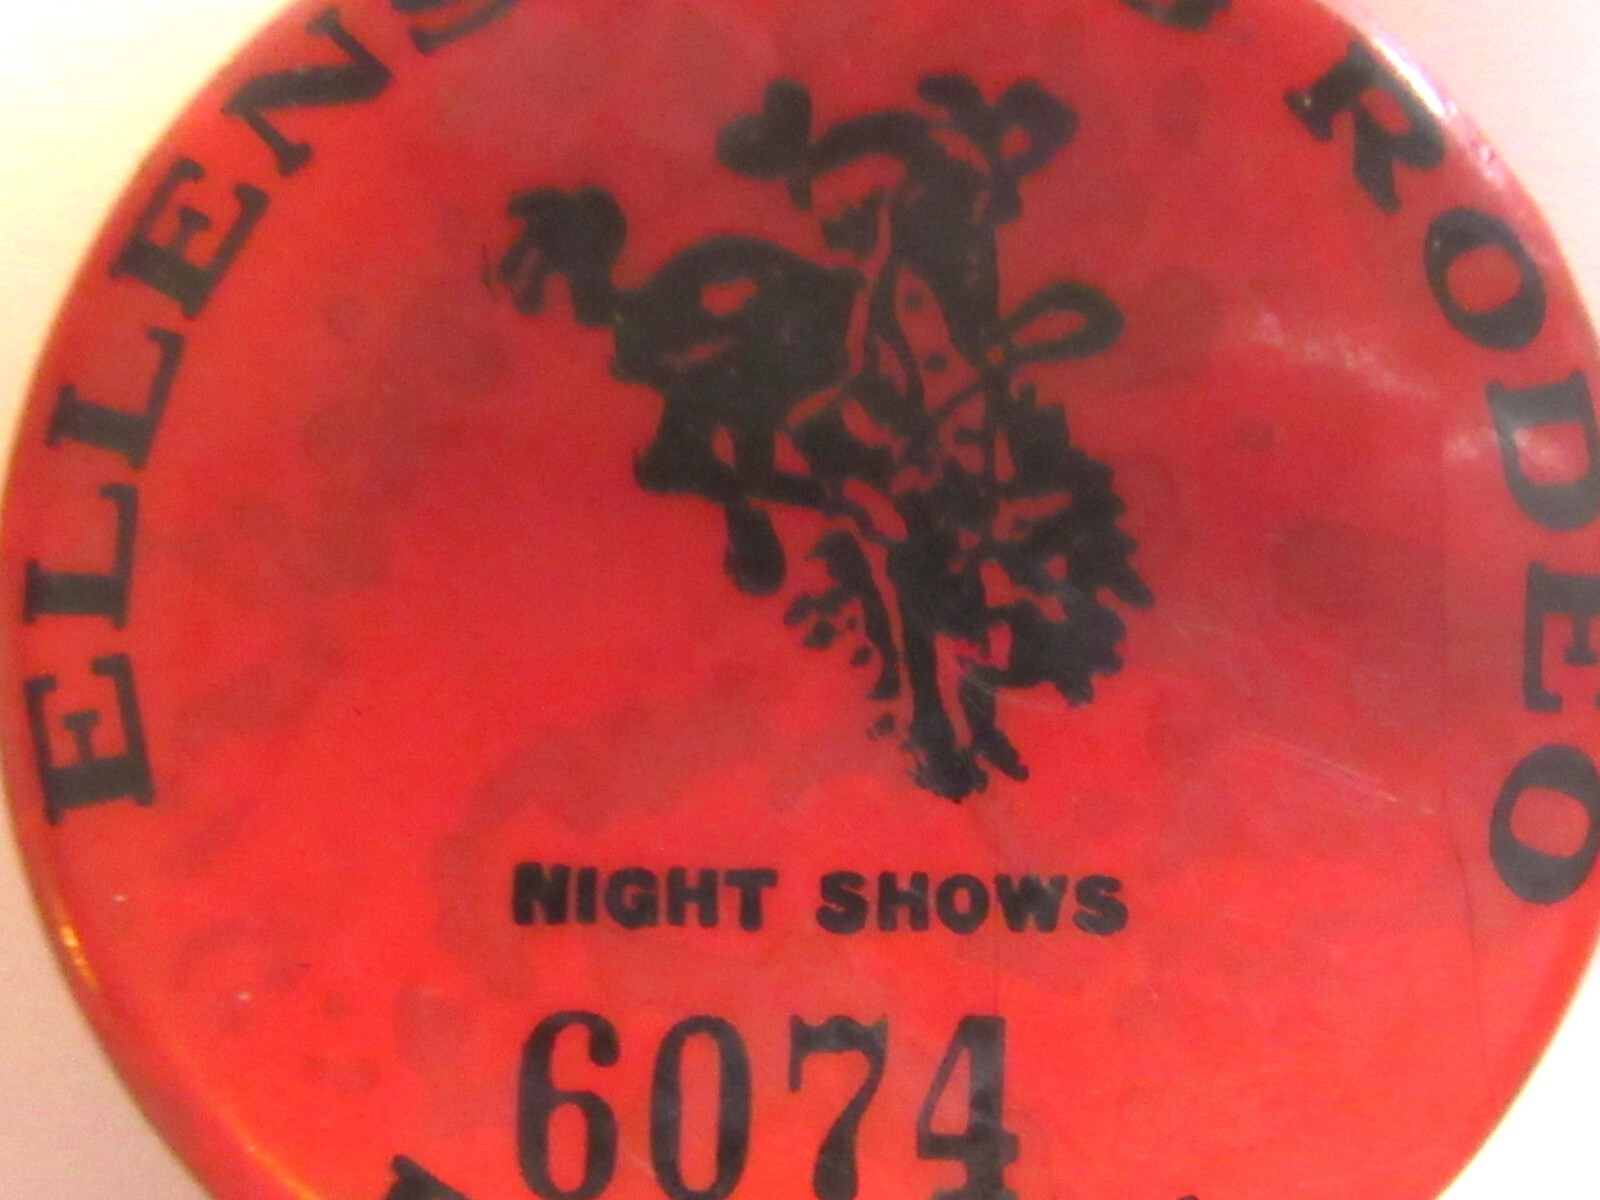 ELLENS G RODEO
NIGHT SHOWS
6074